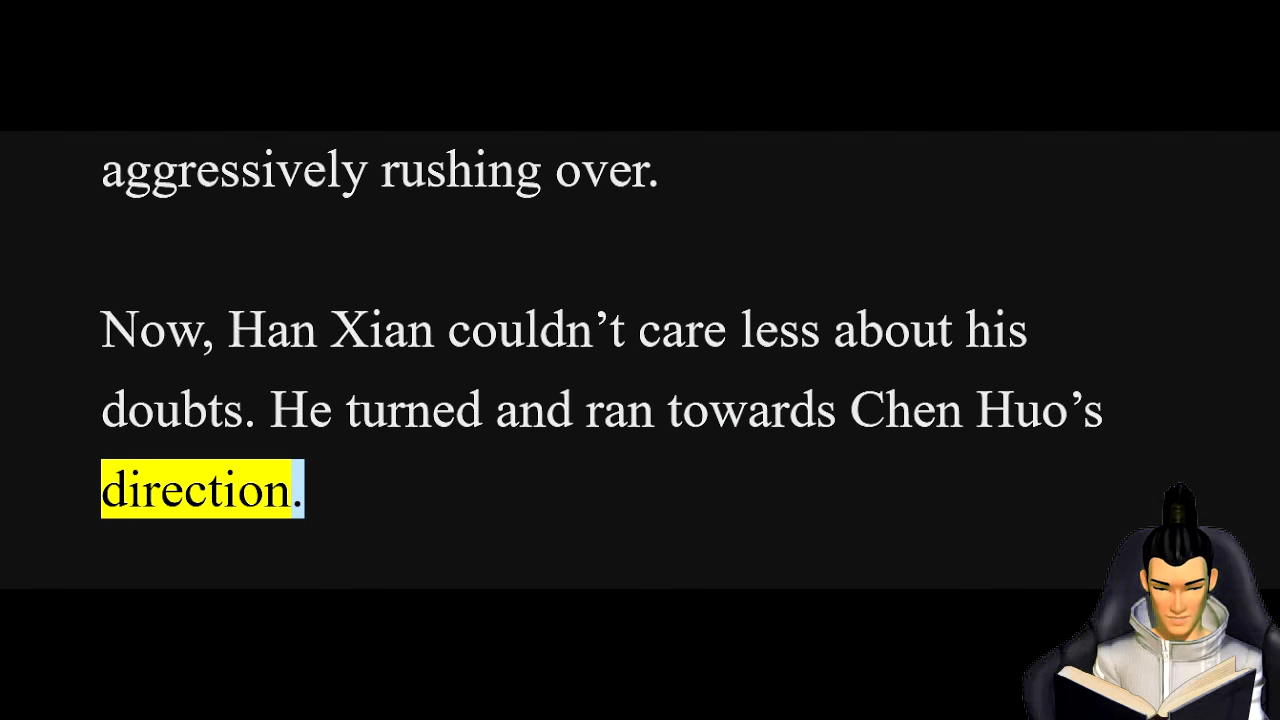 aggressively rushing over.
Now, Han Xian couldn’t care less about his
doubts. He turned and ran towards Chen Huo’s
direction.